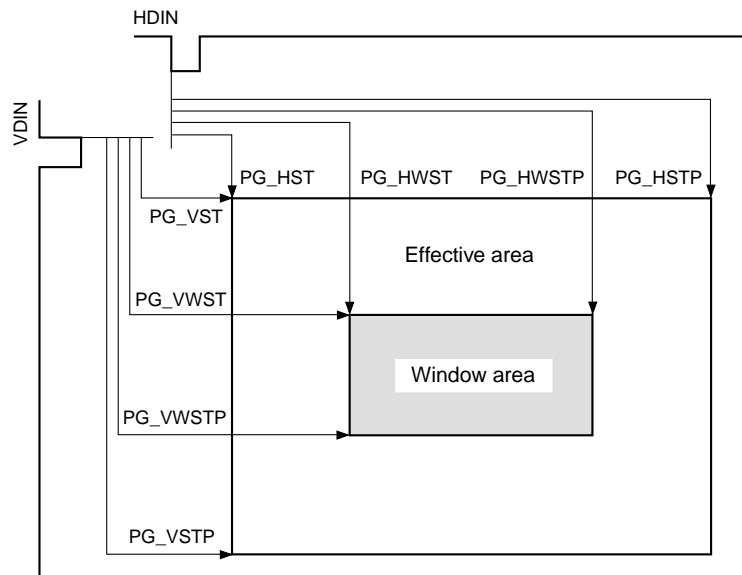 HDIN
VDIN
PG_HST
PG_HWST
PG_HWSTP
PG_HSTP
PG_VST
Effective area
PG_VWST
Window area
PG_VWSTP
PG_VSTP